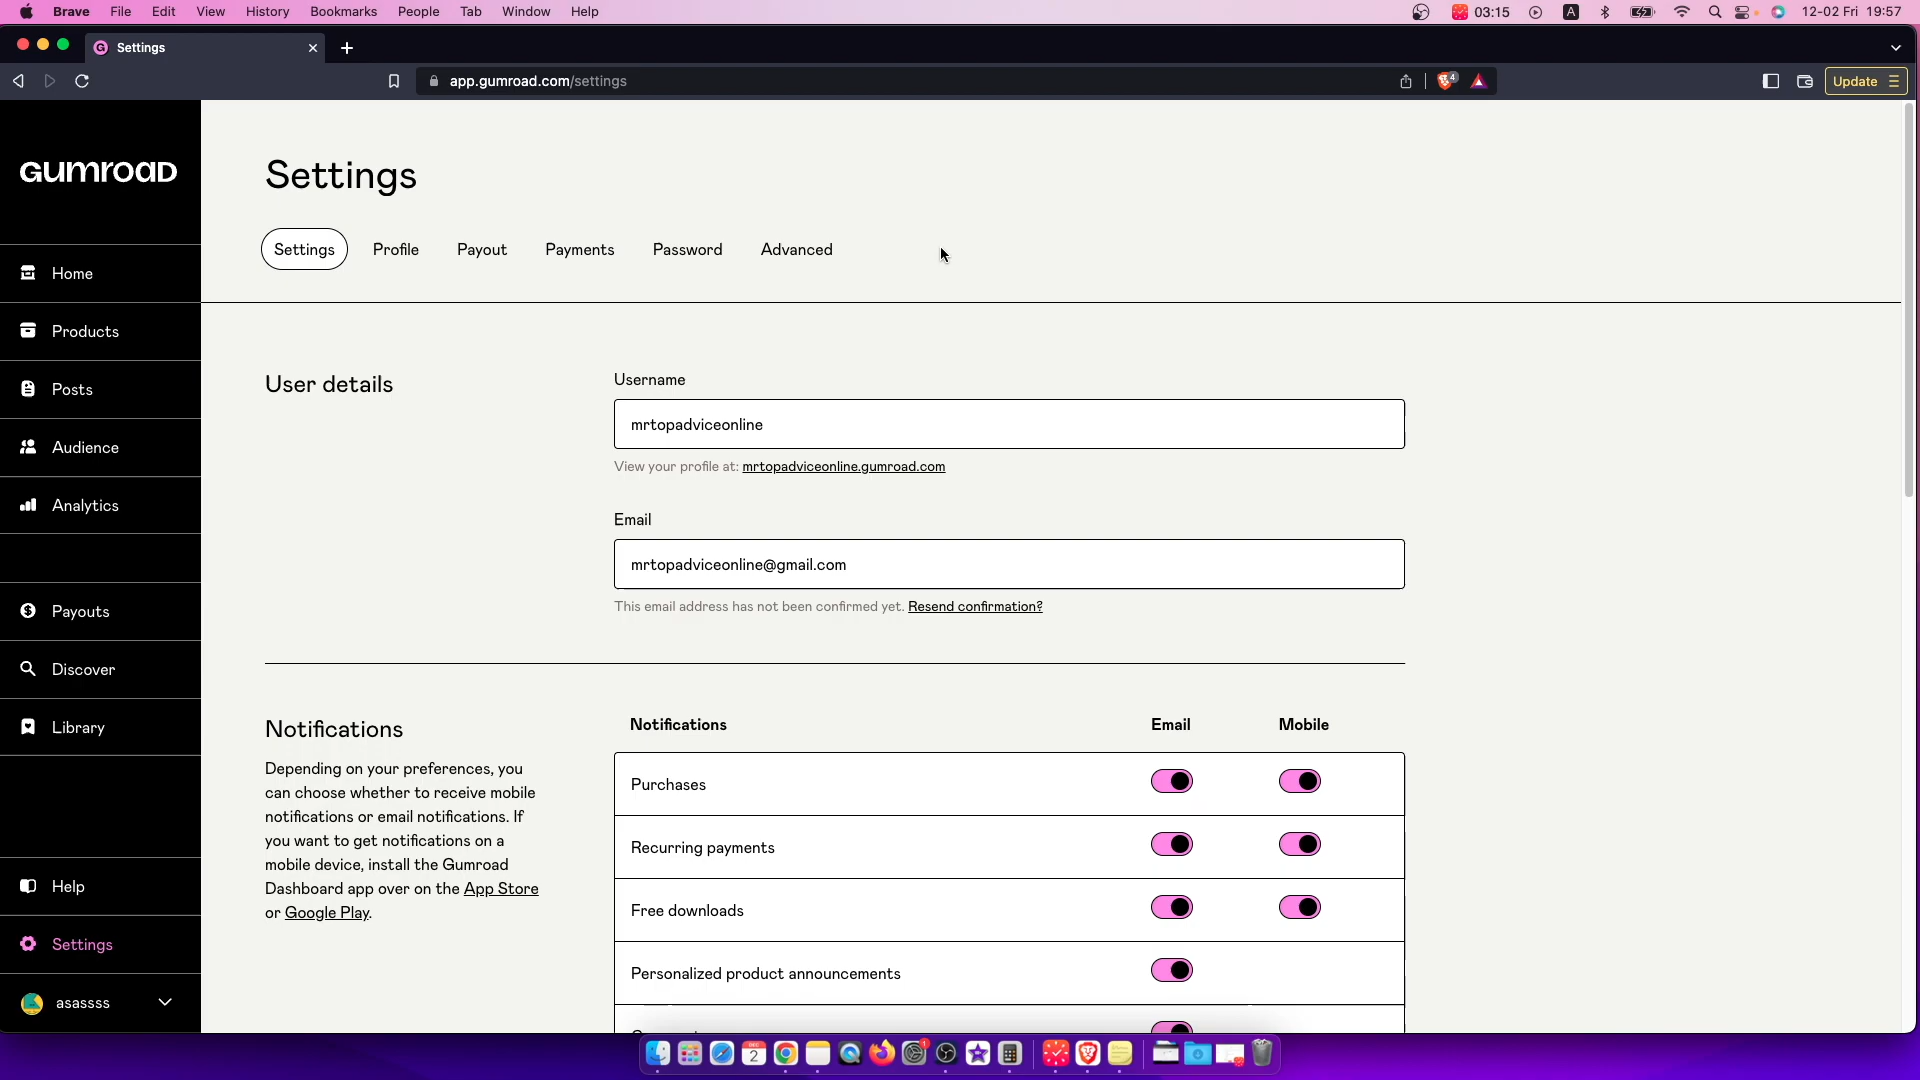 Brave File Edit View History Bookmarks People Tab Window Help 03:15 A 12-02 Fri 19:57
G Settings
app.gumroad.com/settings 4 Update
GUMROAD
Settings
Settings Profile Payout Payments Password Advanced
Home
Products
Posts
Audience
Analytics
Payouts
Discover
Library
Help
Settings
asassss
User details
Username
mrtopadviceonline
View your profile at: mrtopadviceonline.gumroad.com
Email
mrtopadviceonline@gmail.com
This email address has not been confirmed yet. Resend confirmation?
Notifications
Depending on your preferences, you
can choose whether to receive mobile
notifications or email notifications. If
you want to get notifications on a
mobile device, install the Gumroad
Dashboard app over on the App Store
or Google Play.
Notifications Email Mobile
Purchases
Recurring payments
Free downloads
Personalized product announcements
DEC
2
1